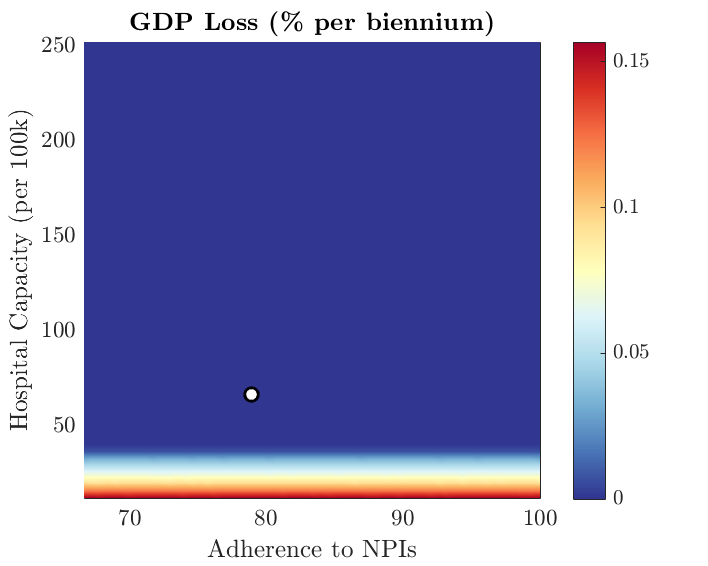 GDP Loss (% per biennium)
250
200
150
100
50
Hospital Capacity (per 100k)
70 80 90 100
Adherence to NPIs
0.15
0.1
0.05
0